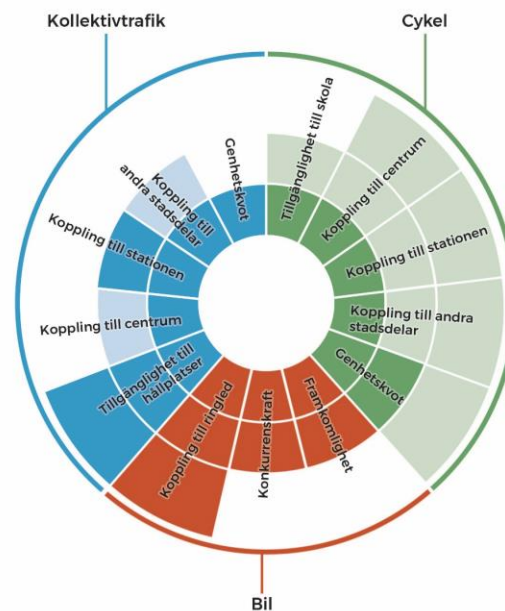 Kollektivtrafik
Cykel
Genhetskvot
Koppling till
andra stadsdelar
Koppling till stationen
Koppling till centrum
Tillgänglighet till
hållplatser
Tillgänglighet till skola
Koppling till centrum
Koppling till stationen
Koppling till andra
stadsdelar
Genhetskvot
Framkomlighet
Konkurrenskraft
Koppling till ringled
Bil